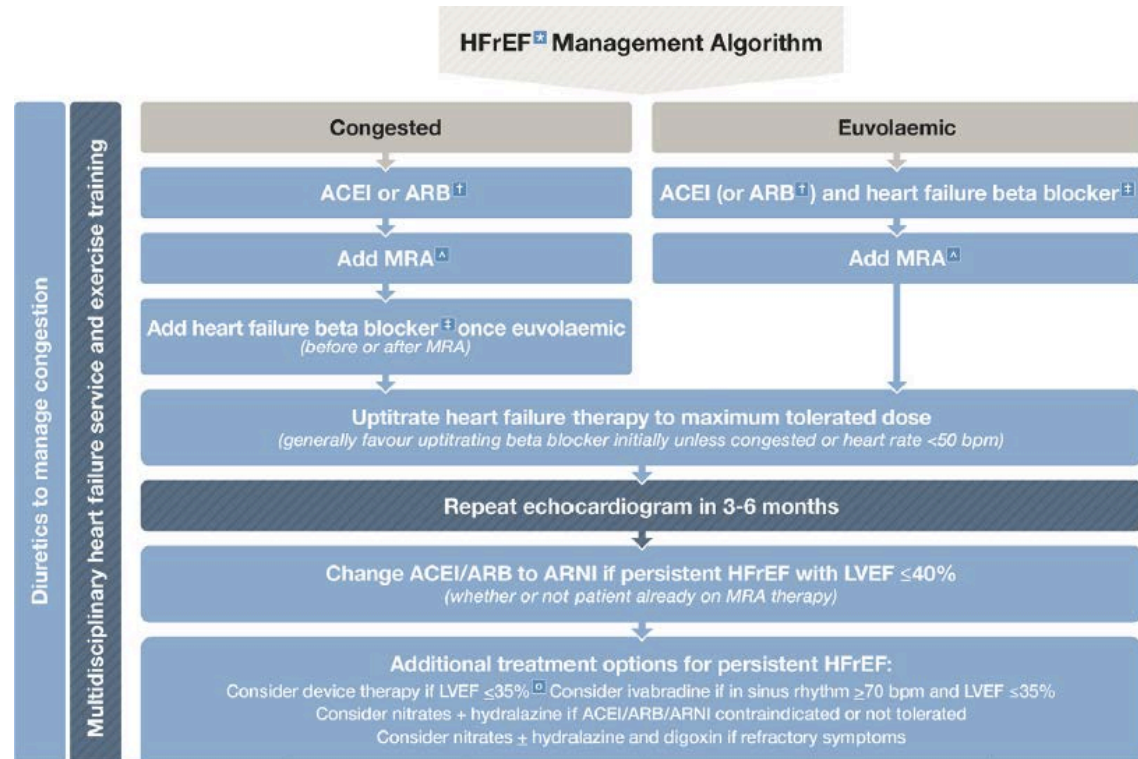 HFrEF* Management Algorithm
Diuretics to manage congestion
Multidisciplinary heart failure service and exercise training
Congested
Euvolaemic
ACEI or ARB†
ACEI (or ARB†) and heart failure beta blocker‡
Add MRA^
Add MRA^
Add heart failure beta blocker‡ once euvolaemic
(before or after MRA)
Uptitrate heart failure therapy to maximum tolerated dose
(generally favour uptitrating beta blocker initially unless congested or heart rate <50 bpm)
Repeat echocardiogram in 3-6 months
Change ACEI/ARB to ARNI if persistent HFrEF with LVEF ≤40%
(whether or not patient already on MRA therapy)
Additional treatment options for persistent HFrEF:
Consider device therapy if LVEF ≤35%¤ Consider ivabradine if in sinus rhythm ≥70 bpm and LVEF ≤35%
Consider nitrates + hydralazine if ACEI/ARB/ARNI contraindicated or not tolerated
Consider nitrates ± hydralazine and digoxin if refractory symptoms